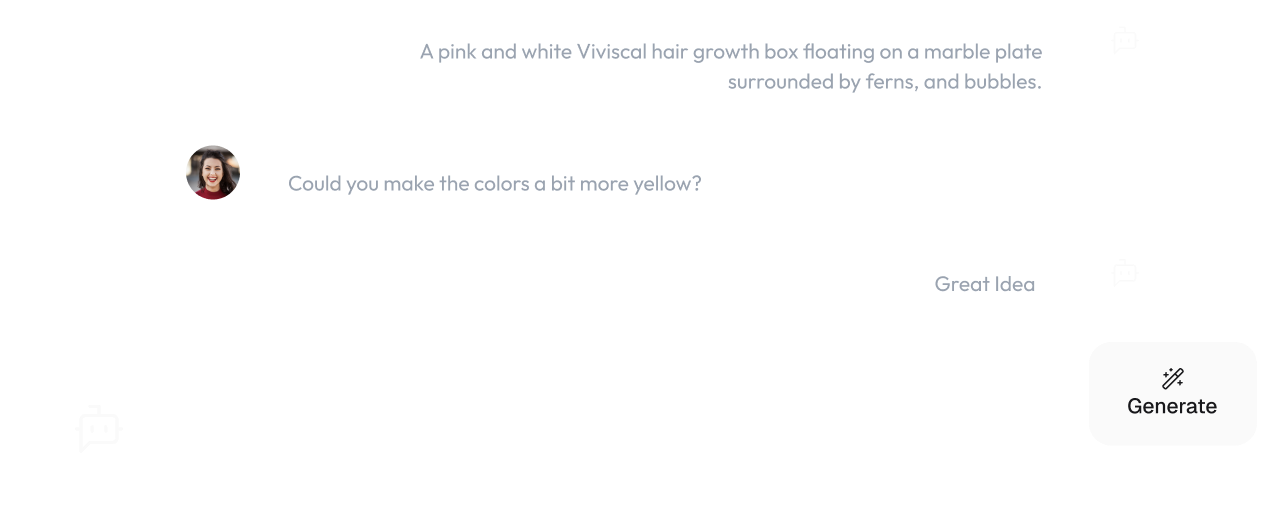 A pink and white Viviscal hair growth box floating on a marble plate
surrounded by ferns, and bubbles.
Could you make the colors a bit more yellow?
Great Idea
Generate